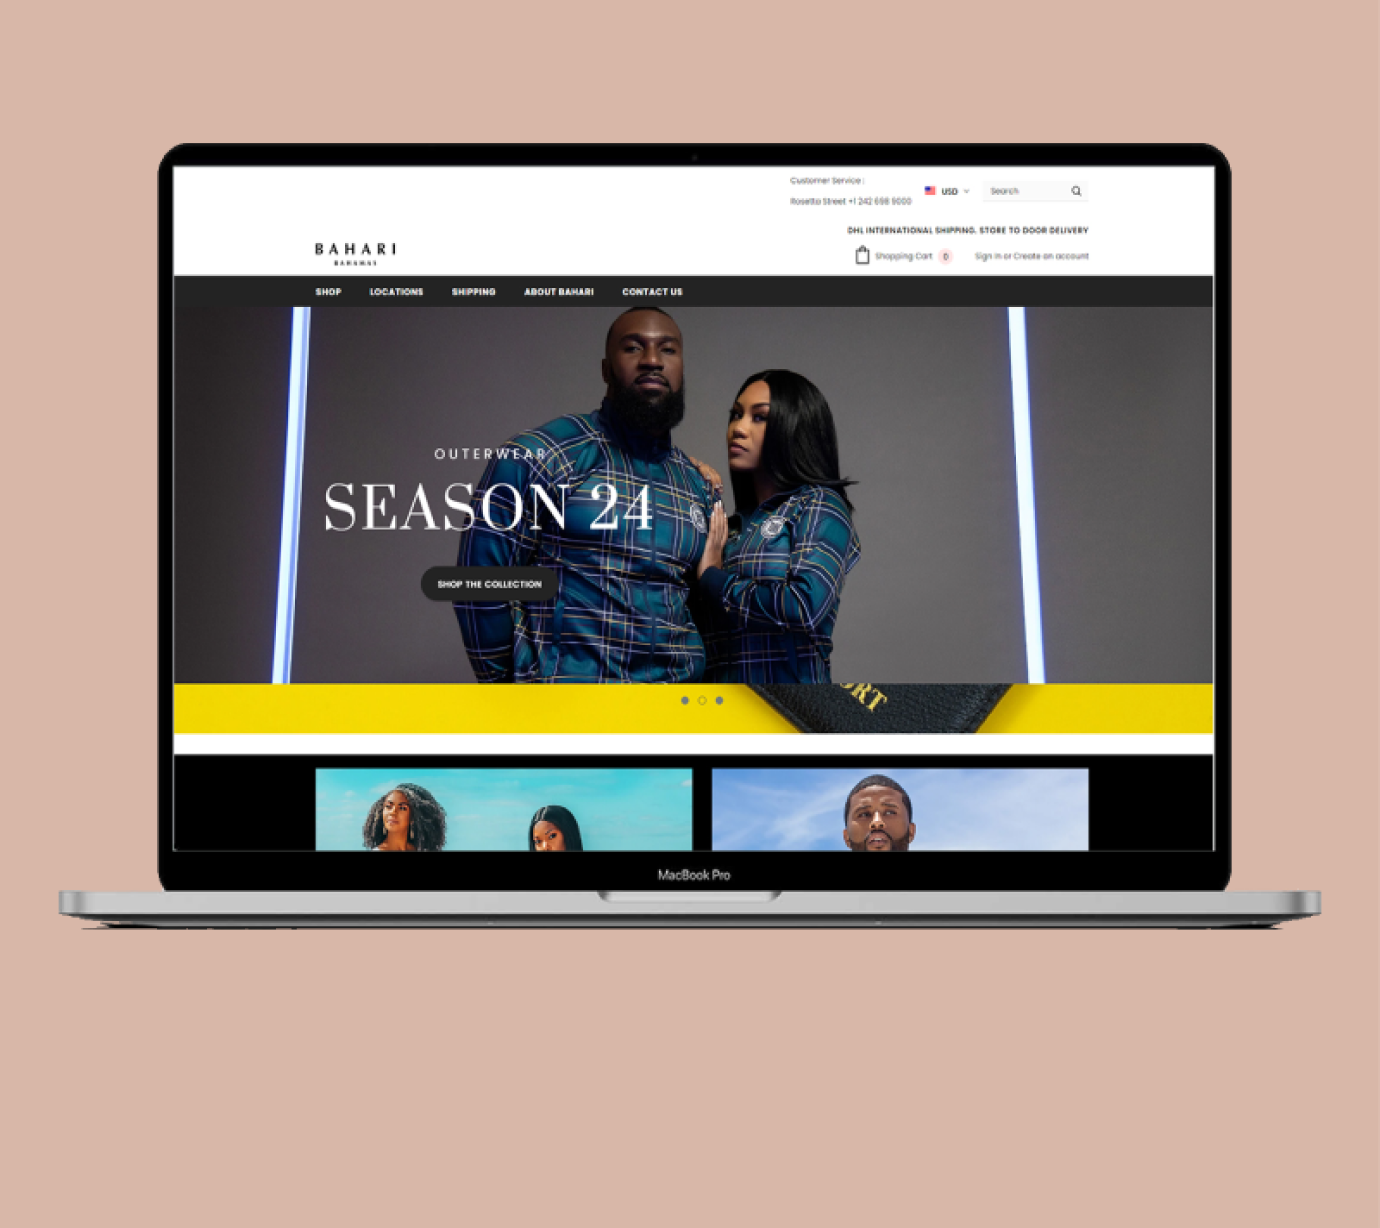 Customer Service :
Rosetta Street +1 242 698 9000
USD
Search
DHL INTERNATIONAL SHIPPING. STORE TO DOOR DELIVERY
BAHARI
BAHAMAS
Shopping Cart 0
Sign In or Create an account
SHOP LOCATIONS SHIPPING ABOUT BAHARI CONTACT US
OUTERWEAR
SEASON 24
SHOP THE COLLECTION
ORT
MacBook Pro